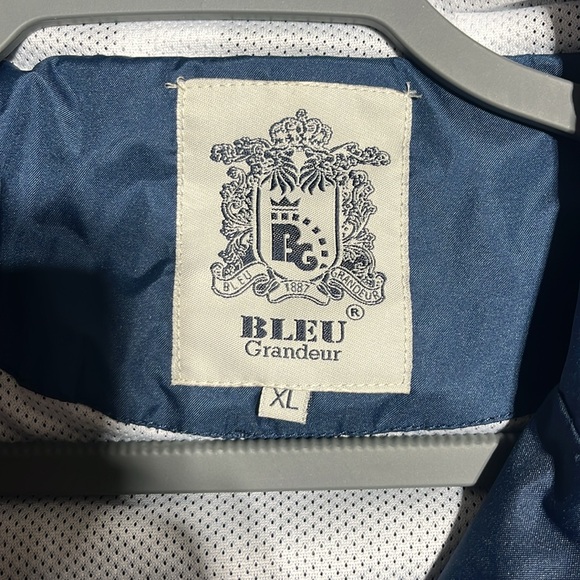 BG
BLEU 1887 GRANDEUR
BLEU ®
Grandeur
XL